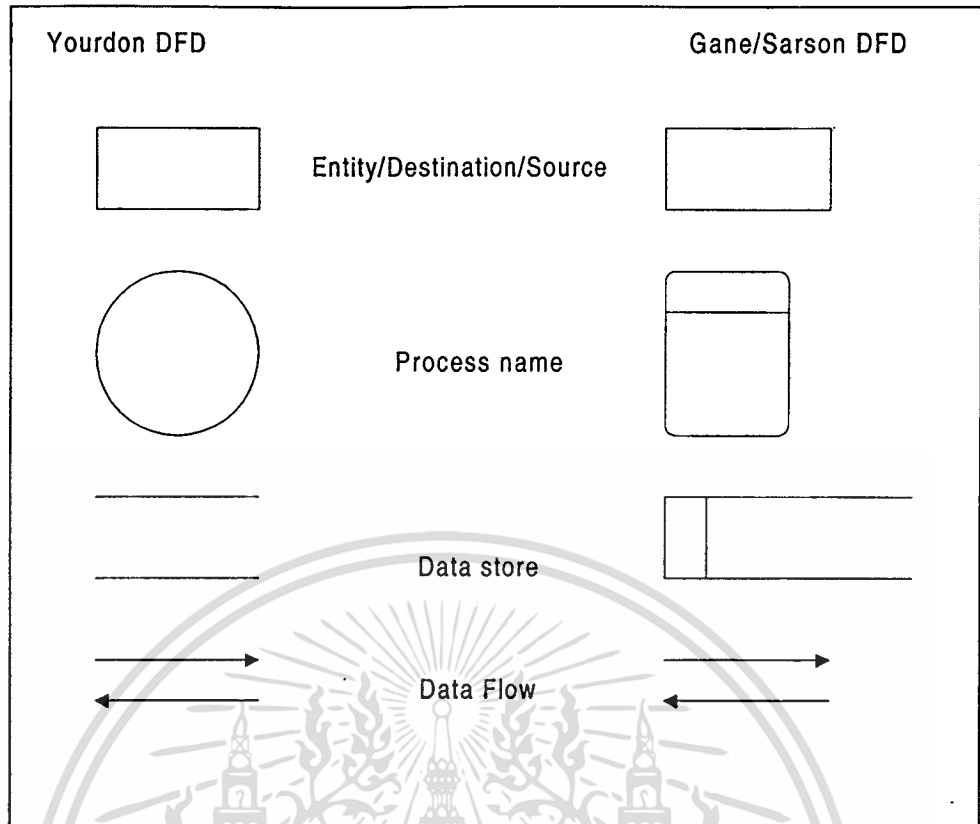 Yourdon DFD
Gane/Sarson DFD
Entity/Destination/Source
Process name
Data store
Data Flow